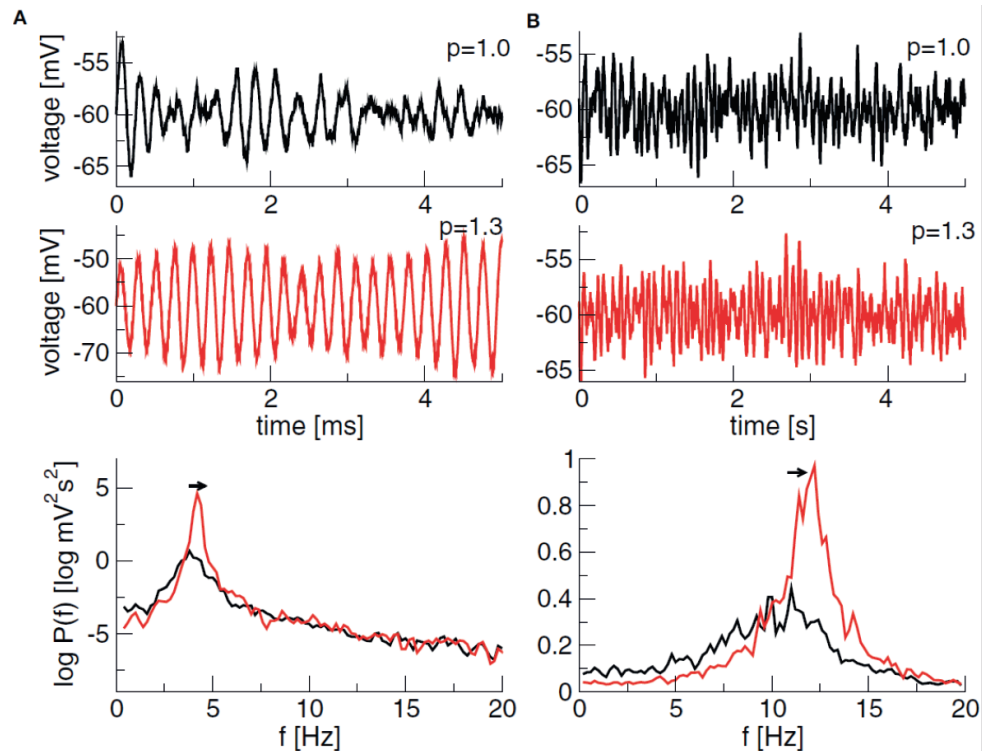 A
B
p=1.0
p=1.0
voltage [mV]
-55
-60
-65
-55
-60
-65
0 2 4
0 2 4
p=1.3
p=1.3
voltage [mV]
-50
-60
-70
-55
-60
-65
0 2 4
0 2 4
time [ms]
time [s]
log P(f) [log mV²s²]
5
0
-5
1
0.8
0.6
0.4
0.2
0
0 5 10 15 20
0 5 10 15 20
f [Hz]
f [Hz]